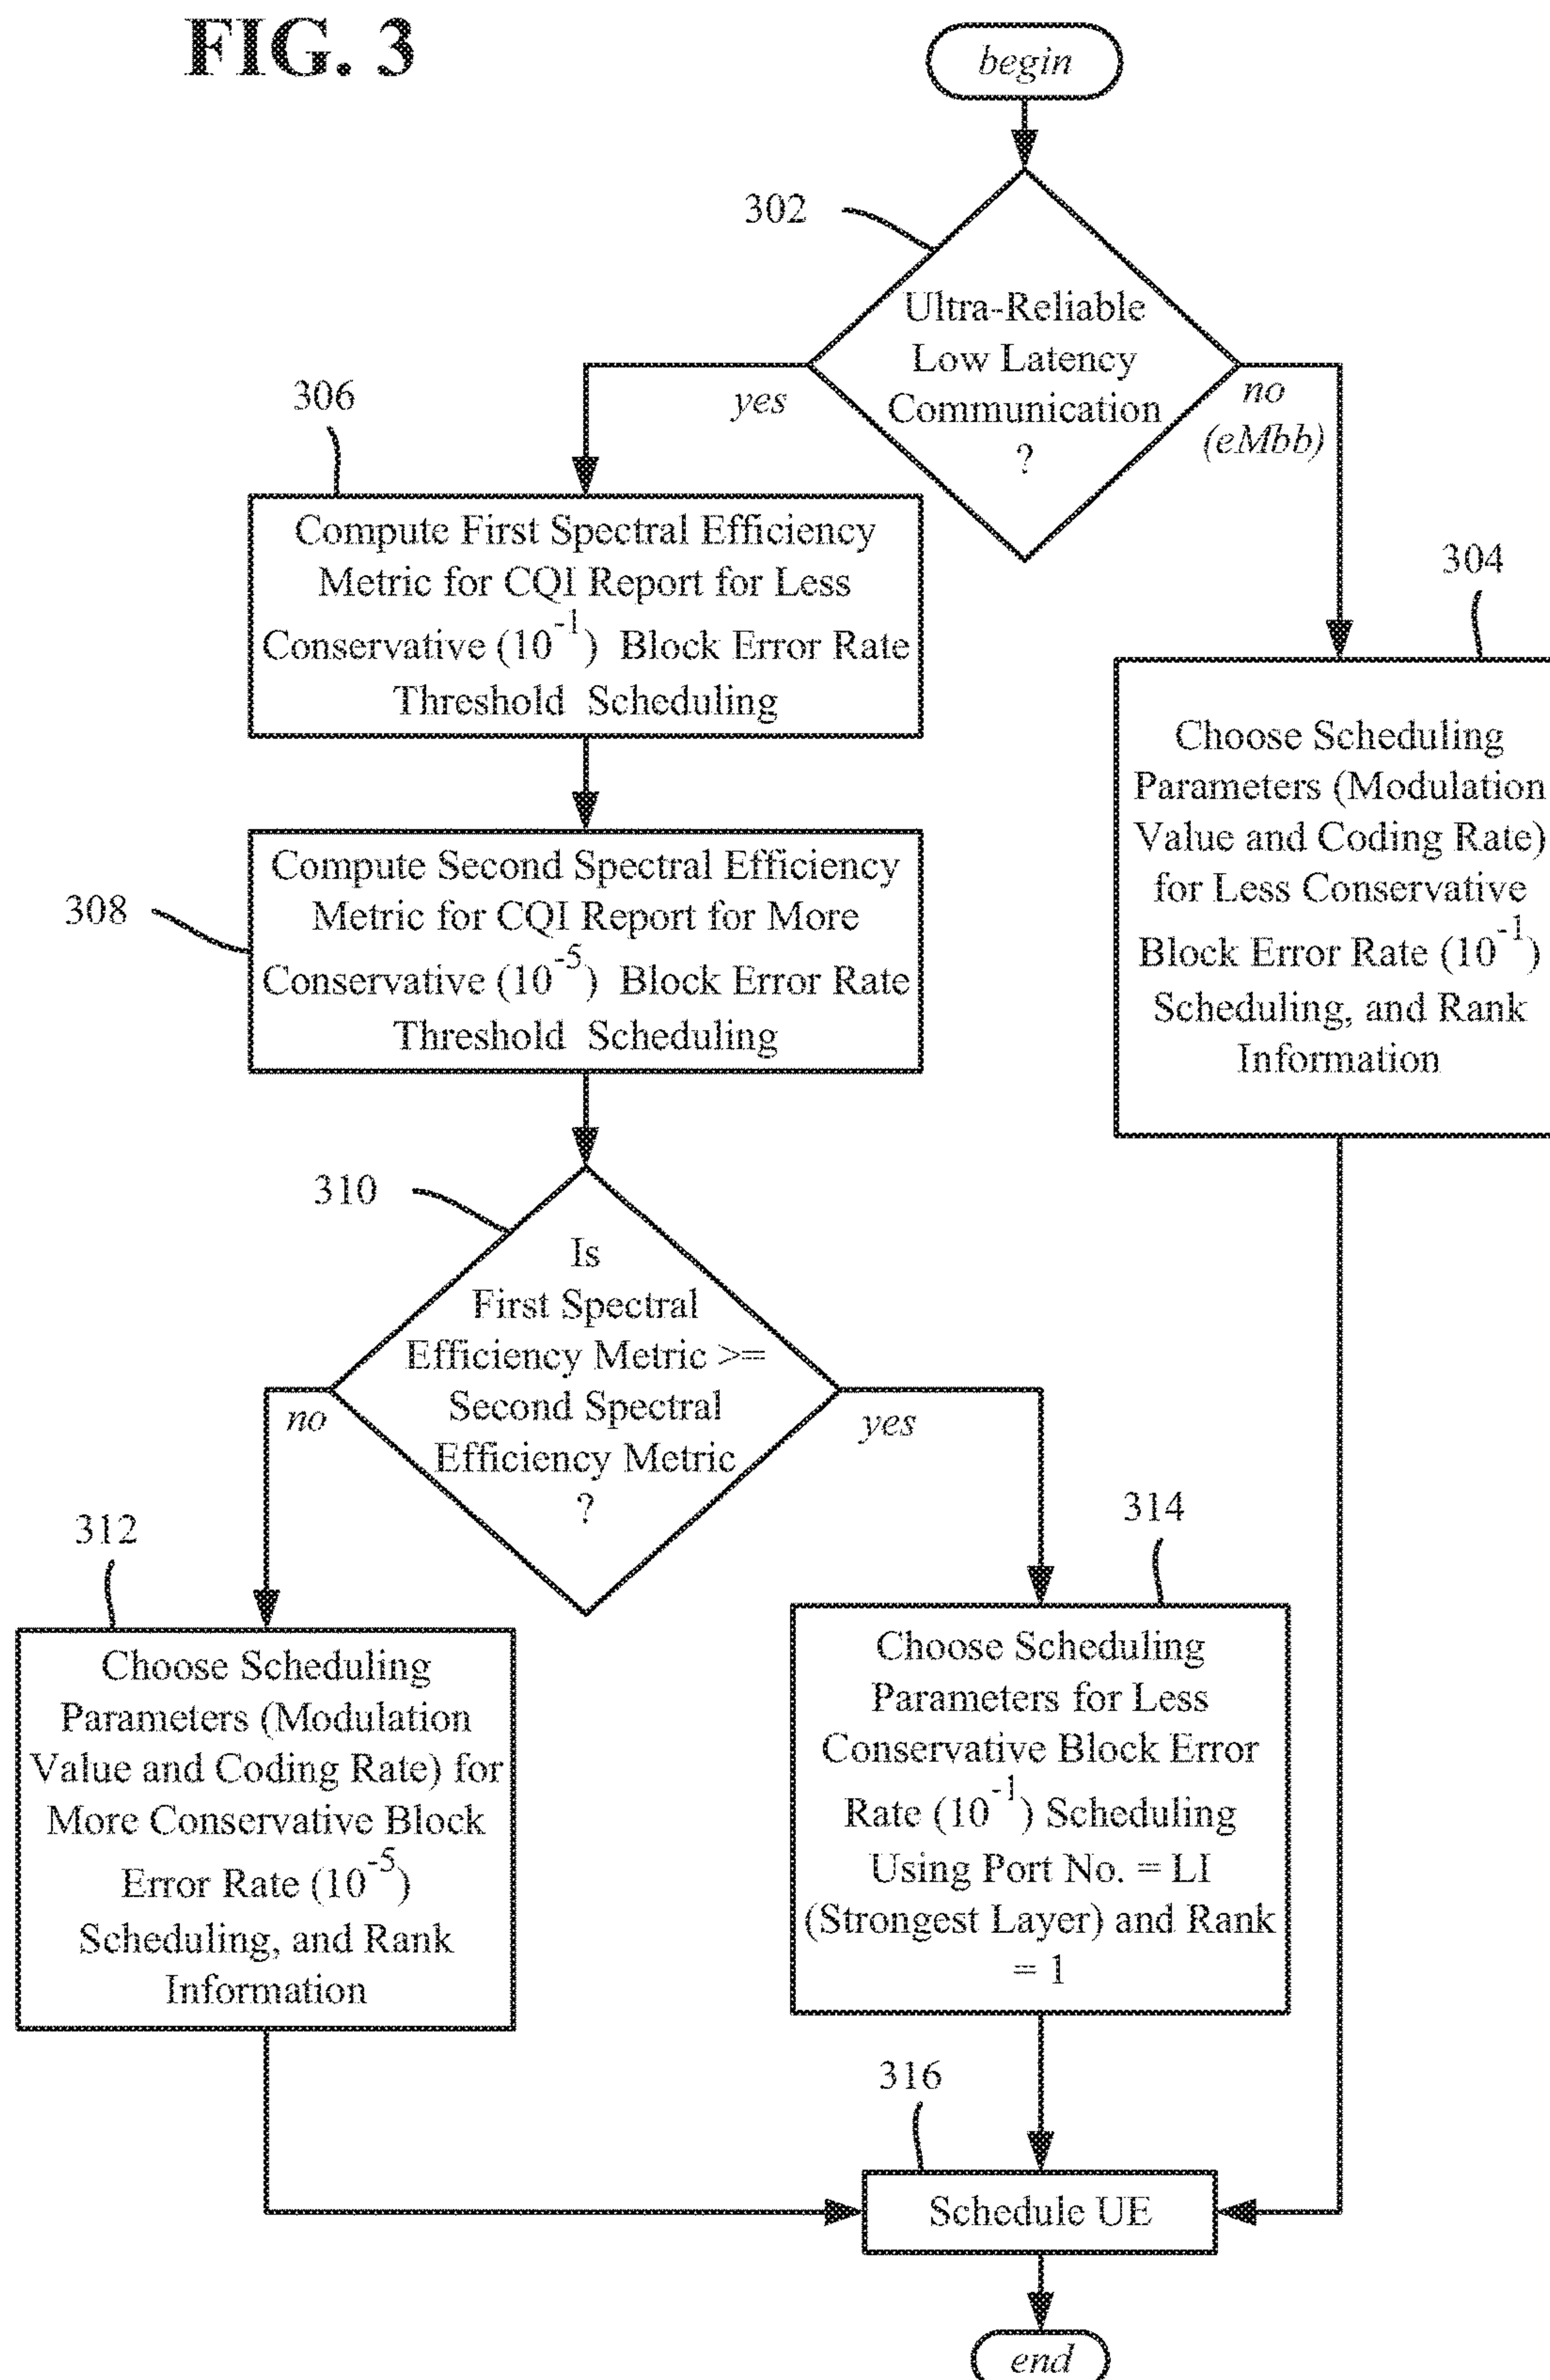 FIG. 3
begin
302
Ultra-Reliable
Low Latency
Communication
?
yes
no
(eMbb)
306
Compute First Spectral Efficiency
Metric for CQI Report for Less
Conservative (10^-1) Block Error Rate
Threshold Scheduling
304
Choose Scheduling
Parameters (Modulation
Value and Coding Rate)
for Less Conservative
Block Error Rate (10^-1)
Scheduling, and Rank
Information
308
Compute Second Spectral Efficiency
Metric for CQI Report for More
Conservative (10^-5) Block Error Rate
Threshold Scheduling
310
Is
First Spectral
Efficiency Metric >=
Second Spectral
Efficiency Metric
?
no
yes
312
Choose Scheduling
Parameters (Modulation
Value and Coding Rate) for
More Conservative Block
Error Rate (10^-5)
Scheduling, and Rank
Information
314
Choose Scheduling
Parameters for Less
Conservative Block Error
Rate (10^-1) Scheduling
Using Port No. = LI
(Strongest Layer) and Rank
= 1
316
Schedule UE
end